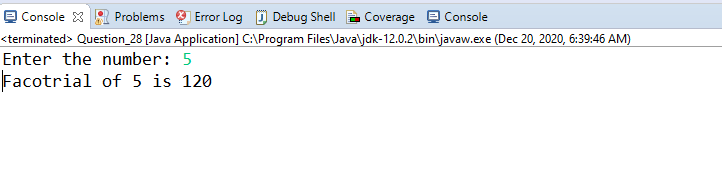 Console Problems Error Log Debug Shell Coverage Console
<terminated> Question_28 [Java Application] C:\Program Files\Java\jdk-12.0.2\bin\javaw.exe (Dec 20, 2020, 6:39:46 AM)
Enter the number: 5
Facotrial of 5 is 120